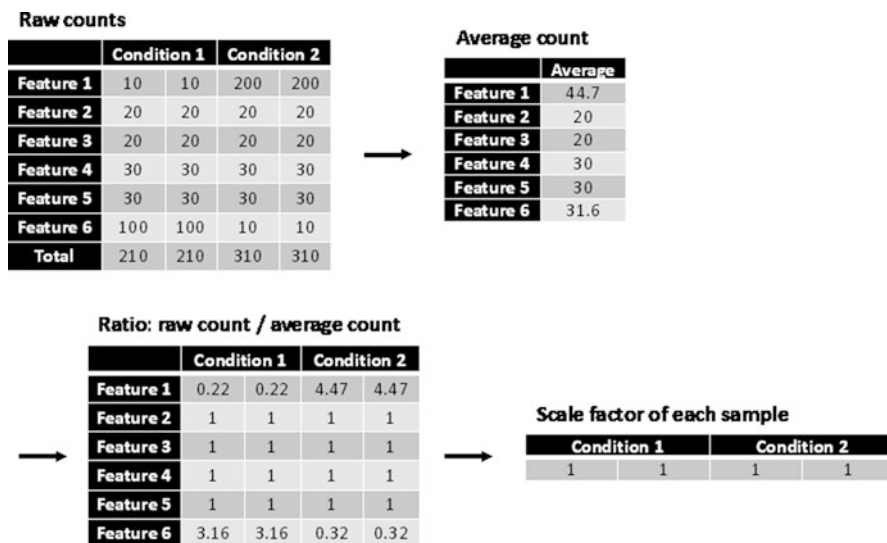 Raw counts
Condition 1 Condition 2
Feature 1 10 10 200 200
Feature 2 20 20 20 20
Feature 3 20 20 20 20
Feature 4 30 30 30 30
Feature 5 30 30 30 30
Feature 6 100 100 10 10
Total 210 210 310 310
Average count
Average
Feature 1 44.7
Feature 2 20
Feature 3 20
Feature 4 30
Feature 5 30
Feature 6 31.6
Ratio: raw count / average count
Condition 1 Condition 2
Feature 1 0.22 0.22 4.47 4.47
Feature 2 1 1 1 1
Feature 3 1 1 1 1
Feature 4 1 1 1 1
Feature 5 1 1 1 1
Feature 6 3.16 3.16 0.32 0.32
Scale factor of each sample
Condition 1 Condition 2
1 1 1 1